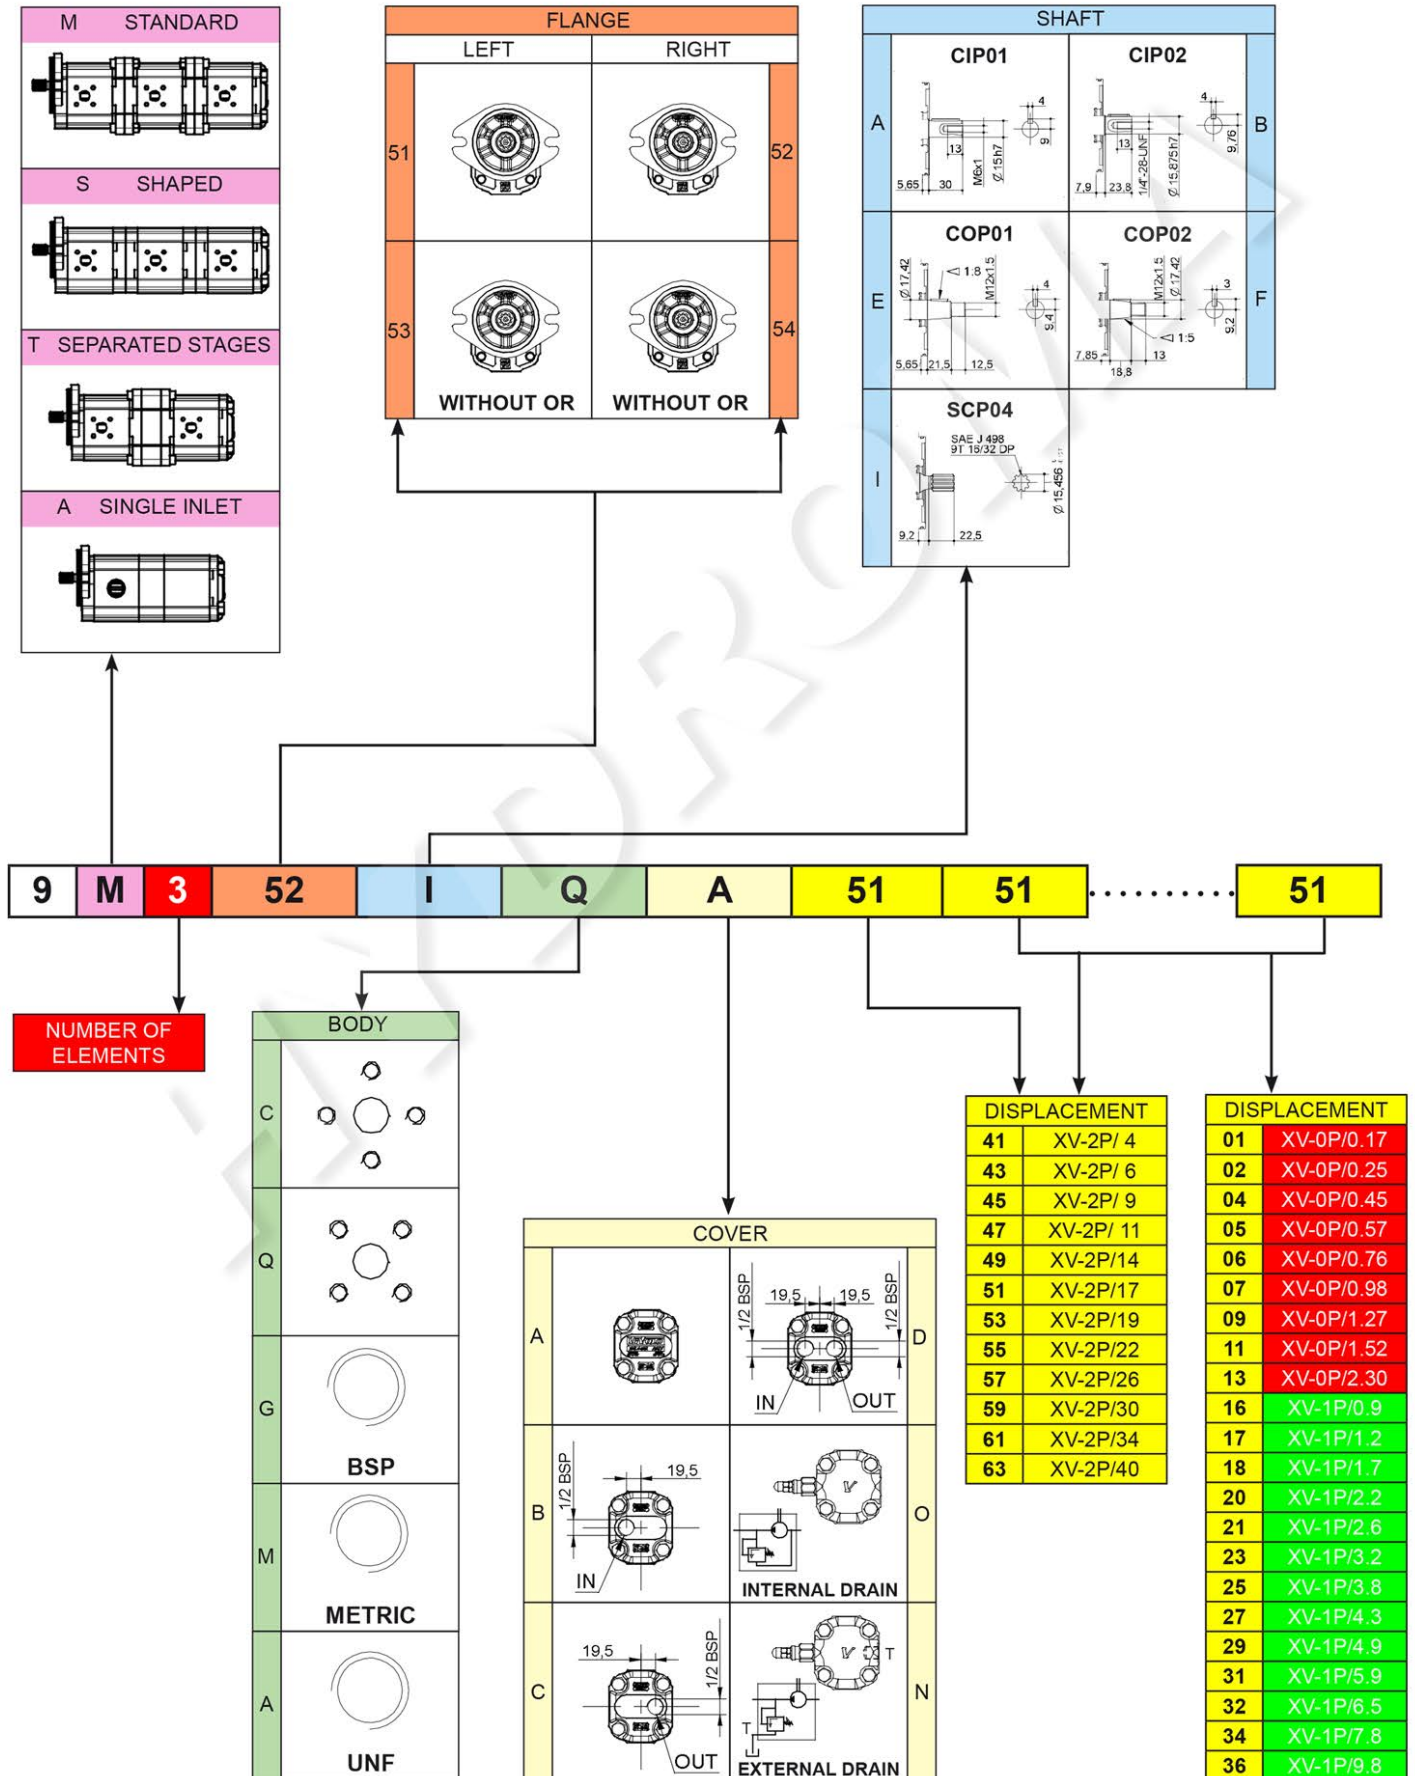 M STANDARD
S SHAPED
T SEPARATED STAGES
A SINGLE INLET
FLANGE
LEFT RIGHT
51 52
53 54
WITHOUT OR WITHOUT OR
SHAFT
CIP01 CIP02
A B
4
9
13
M6x1
Ø15h7
5,65 30
4
9,76
13
1/4"-28-UNF
Ø15,875h7
7,9 23,8
COP01 COP02
E F
Ø17,42
1:8
M12x1.5
4
9,4
5,65 21,5 12,5
M12x1.5
Ø17,42
3
9,2
1:5
7,85 13
18,8
SCP04
I
SAE J 498
9T 16/32 DP
Ø15,456
9,2 22,5
HYDROMA
9 M 3 52 I Q A 51 51 .......... 51
NUMBER OF
ELEMENTS
BODY
C
Q
G
BSP
M
METRIC
A
UNF
COVER
A D
1/2 BSP
19,5 19,5
1/2 BSP
IN OUT
B O
1/2 BSP
19,5
IN
INTERNAL DRAIN
C N
19,5
1/2 BSP
OUT
T
T
EXTERNAL DRAIN
DISPLACEMENT
41 XV-2P/ 4
43 XV-2P/ 6
45 XV-2P/ 9
47 XV-2P/ 11
49 XV-2P/14
51 XV-2P/17
53 XV-2P/19
55 XV-2P/22
57 XV-2P/26
59 XV-2P/30
61 XV-2P/34
63 XV-2P/40
DISPLACEMENT
01 XV-0P/0.17
02 XV-0P/0.25
04 XV-0P/0.45
05 XV-0P/0.57
06 XV-0P/0.76
07 XV-0P/0.98
09 XV-0P/1.27
11 XV-0P/1.52
13 XV-0P/2.30
16 XV-1P/0.9
17 XV-1P/1.2
18 XV-1P/1.7
20 XV-1P/2.2
21 XV-1P/2.6
23 XV-1P/3.2
25 XV-1P/3.8
27 XV-1P/4.3
29 XV-1P/4.9
31 XV-1P/5.9
32 XV-1P/6.5
34 XV-1P/7.8
36 XV-1P/9.8